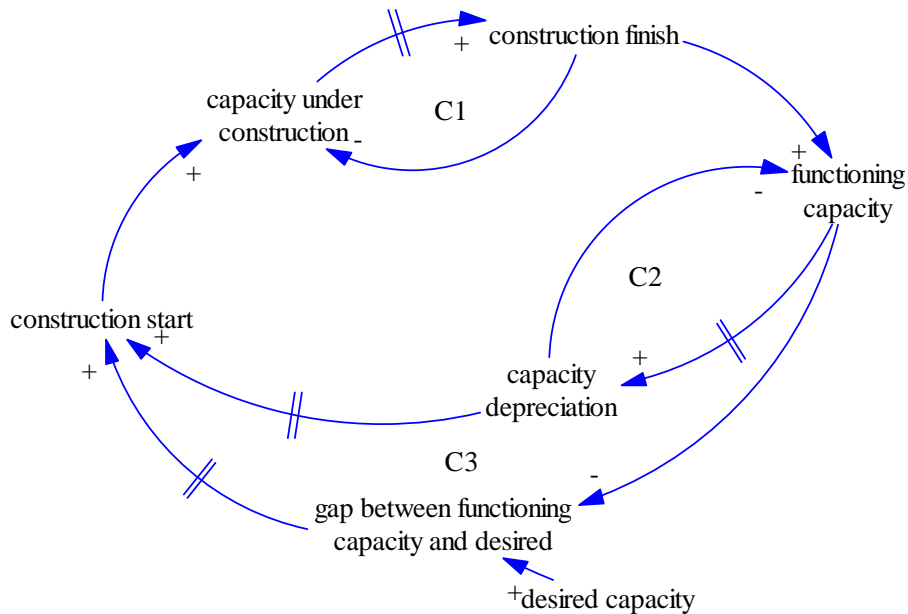 construction finish
+
capacity under
construction
-
C1
+
+
functioning
capacity
-
C2
construction start
+
+
+
capacity
depreciation
C3
-
gap between functioning
capacity and desired
+
desired capacity